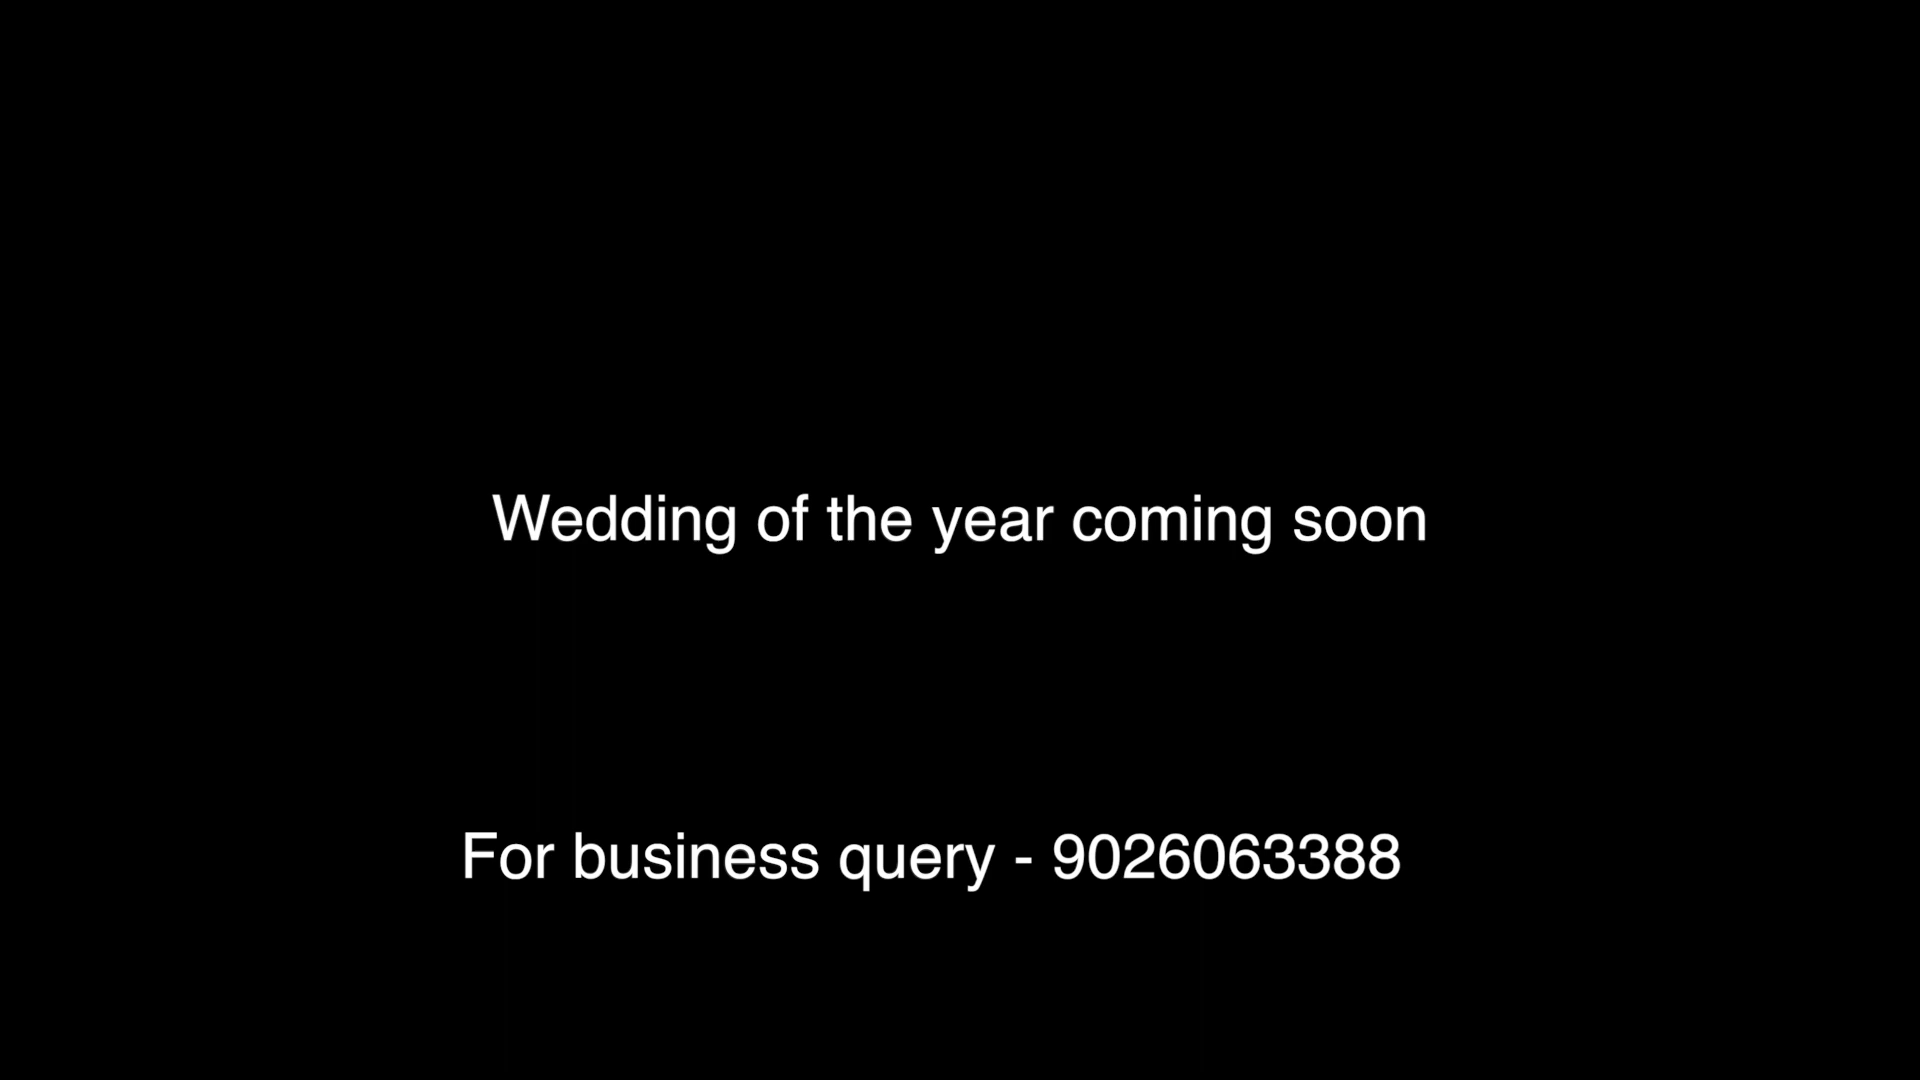 Wedding of the year coming soon
For business query - 9026063388